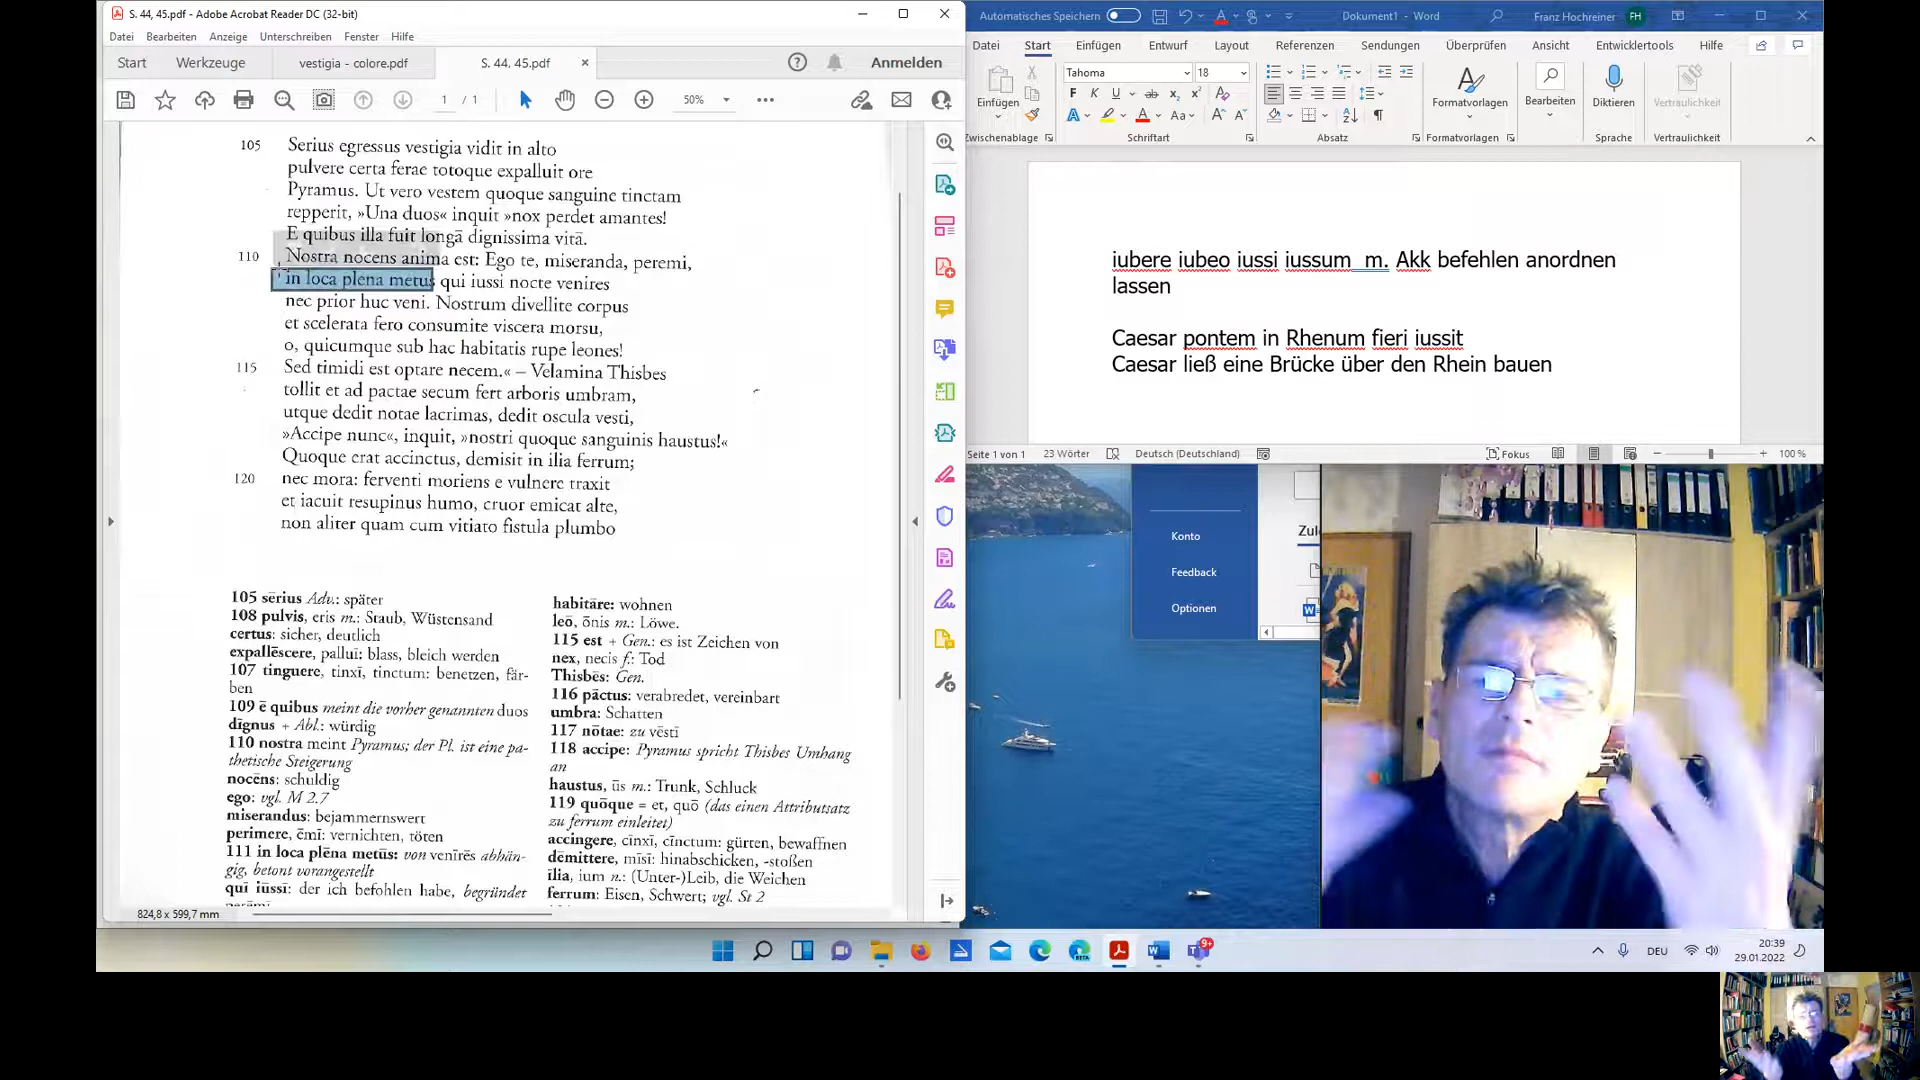 S. 44, 45.pdf - Adobe Acrobat Reader DC (32-bit)
Datei Bearbeiten Anzeige Unterschreiben Fenster Hilfe
Start Werkzeuge vestigia - colore.pdf S. 44, 45.pdf × Anmelden
1 / 1 50%
105 Serius egressus vestigia vidit in alto
pulvere certa ferae totoque expalluit ore
Pyramus. Ut vero vestem quoque sanguine tinctam
repperit, »Una duos« inquit »nox perdet amantes!
E quibus illa fuit longā dignissima vitā.
110 Nostra nocens anima est: Ego te, miseranda, peremi,
in loca plena metus qui iussi nocte venires
nec prior huc veni. Nostrum divellite corpus
et scelerata fero consumite viscera morsu,
o, quicumque sub hac habitatis rupe leones!
115 Sed timidi est optare necem.« – Velamina Thisbes
tollit et ad pactae secum fert arboris umbram,
utque dedit notae lacrimas, dedit oscula vesti,
»Accipe nunc«, inquit, »nostri quoque sanguinis haustus!«
Quoque erat accinctus, demisit in ilia ferrum;
120 nec mora: ferventi moriens e vulnere traxit
et iacuit resupinus humo, cruor emicat alte,
non aliter quam cum vitiato fistula plumbo
105 sērius Adv.: später
108 pulvis, eris m.: Staub, Wüstensand
certus: sicher, deutlich
expallēscere, palluī: blass, bleich werden
107 tinguere, tinxī, tinctum: benetzen, fär-
ben
109 ē quibus meint die vorher genannten duos
dīgnus + Abl.: würdig
110 nostra meint Pyramus; der Pl. ist eine pa-
thetische Steigerung
nocēns: schuldig
ego: vgl. M 2.7
miserandus: bejammernswert
perimere, ēmī: vernichten, töten
111 in loca plēna metūs: von venīrēs abhän-
gig, betont vorangestellt
quī iussī: der ich befohlen habe, begründet
habitāre: wohnen
leō, ōnis m.: Löwe.
115 est + Gen.: es ist Zeichen von
nex, necis f.: Tod
Thisbēs: Gen.
116 pāctus: verabredet, vereinbart
umbra: Schatten
117 nōtae: zu vēstī
118 accipe: Pyramus spricht Thisbes Umhang
an
haustus, ūs m.: Trunk, Schluck
119 quōque = et, quō (das einen Attributsatz
zu ferrum einleitet)
accingere, cīnxī, cīnctum: gürten, bewaffnen
dēmittere, mīsī: hinabschicken, -stoßen
īlia, ium n.: (Unter-)Leib, die Weichen
ferrum: Eisen, Schwert; vgl. St 2
824,8 x 599,7 mm
Automatisches Speichern Dokument1 - Word Franz Hochreiner FH
Datei Start Einfügen Entwurf Layout Referenzen Sendungen Überprüfen Ansicht Entwicklertools Hilfe
Tahoma 18
Einfügen F K U ab x₂ x² Formatvorlagen Bearbeiten Diktieren Vertraulichkeit
Zwischenablage Schriftart Absatz Formatvorlagen Sprache Vertraulichkeit
iubere iubeo iussi iussum m. Akk befehlen anordnen
lassen
Caesar pontem in Rhenum fieri iussit
Caesar ließ eine Brücke über den Rhein bauen
Seite 1 von 1 23 Wörter Deutsch (Deutschland) Fokus 100 %
Konto
Feedback
Optionen
9+
DEU 20:39
29.01.2022